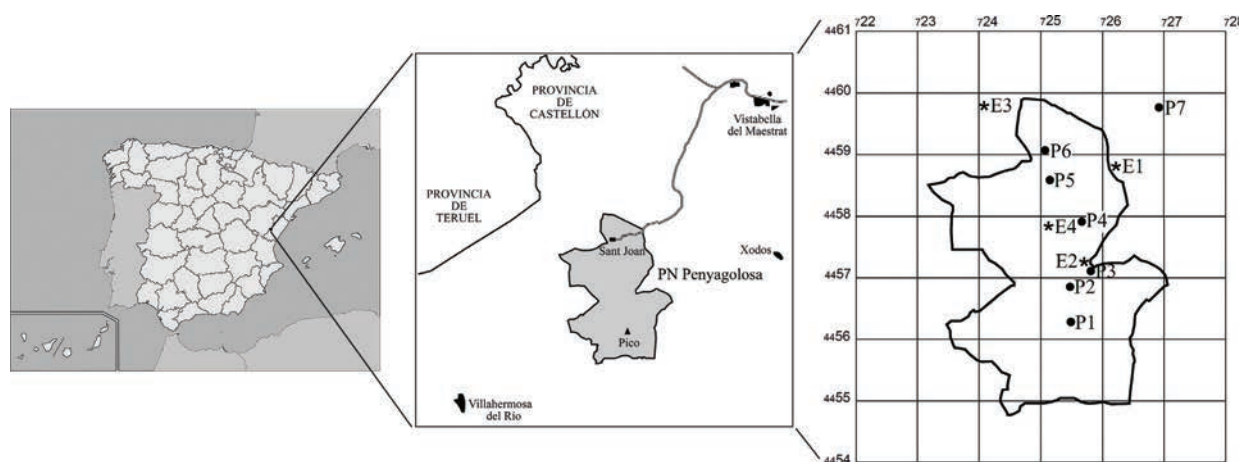 PROVINCIA
DE
CASTELLÓN
PROVINCIA
DE
TERUEL
Vistabella
del Maestrat
Sant Joan
Xodos
PN Penyagolosa
Pico
Villahermosa
del Río
722 723 724 725 726 727 728
4461
4460
4459
4458
4457
4456
4455
4454
*E3
P7
P6
*E1
P5
P4
*E4
E2*
P3
P2
P1